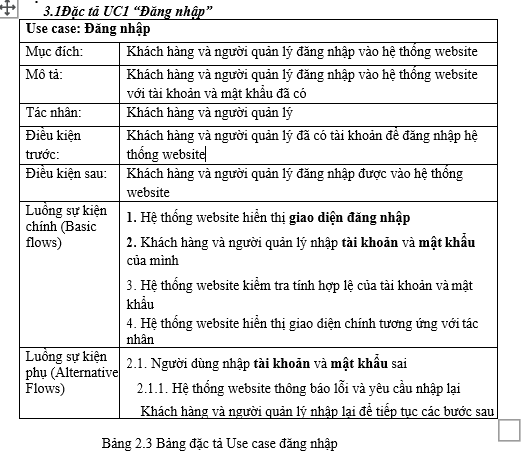 3.1Đặc tả UC1 “Đăng nhập”
Use case: Đăng nhập
Mục đích:
Khách hàng và người quản lý đăng nhập vào hệ thống website
Mô tả:
Khách hàng và người quản lý đăng nhập vào hệ thống website
với tài khoản và mật khẩu đã có
Tác nhân:
Khách hàng và người quản lý
Điều kiện
trước:
Khách hàng và người quản lý đã có tài khoản để đăng nhập hệ
thống website
Điều kiện sau:
Khách hàng và người quản lý đăng nhập được vào hệ thống
website
Luồng sự kiện
chính (Basic
flows)
1. Hệ thống website hiển thị giao diện đăng nhập
2. Khách hàng và người quản lý nhập tài khoản và mật khẩu
của mình
3. Hệ thống website kiểm tra tính hợp lệ của tài khoản và mật
khẩu
4. Hệ thống website hiển thị giao diện chính tương ứng với tác
nhân
Luồng sự kiện
phụ (Alternative
Flows)
2.1. Người dùng nhập tài khoản và mật khẩu sai
2.1.1. Hệ thống website thông báo lỗi và yêu cầu nhập lại
Khách hàng và người quản lý nhập lại để tiếp tục các bước sau
Bảng 2.3 Bảng đặc tả Use case đăng nhập